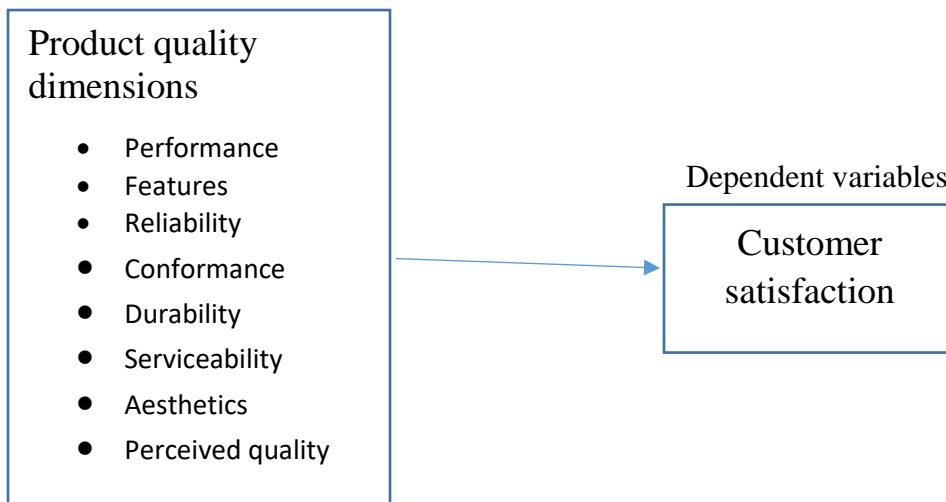 Product quality
dimensions
• Performance
• Features
• Reliability
• Conformance
• Durability
• Serviceability
• Aesthetics
• Perceived quality
Dependent variables
Customer
satisfaction